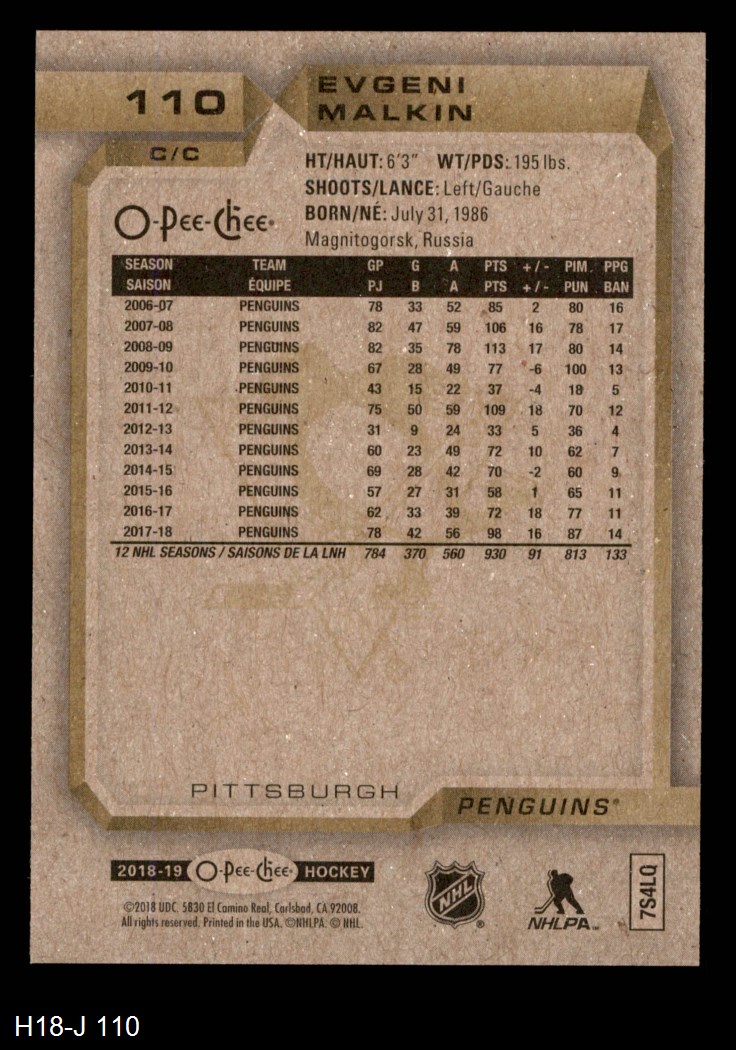 110
EVGENI
MALKIN
C/C
HT/HAUT: 6'3" WT/PDS: 195 lbs.
SHOOTS/LANCE: Left/Gauche
BORN/NÉ: July 31, 1986
Magnitogorsk, Russia
O-Pee-Chee
SEASON TEAM GP G A PTS +/- PIM PPG
SAISON ÉQUIPE PJ B A PTS +/- PUN BAN
2006-07 PENGUINS 78 33 52 85 2 80 16
2007-08 PENGUINS 82 47 59 106 16 78 17
2008-09 PENGUINS 82 35 78 113 17 80 14
2009-10 PENGUINS 67 28 49 77 -6 100 13
2010-11 PENGUINS 43 15 22 37 -4 18 5
2011-12 PENGUINS 75 50 59 109 18 70 12
2012-13 PENGUINS 31 9 24 33 5 36 4
2013-14 PENGUINS 60 23 49 72 10 62 7
2014-15 PENGUINS 69 28 42 70 -2 60 9
2015-16 PENGUINS 57 27 31 58 1 65 11
2016-17 PENGUINS 62 33 39 72 18 77 11
2017-18 PENGUINS 78 42 56 98 16 87 14
12 NHL SEASONS / SAISONS DE LA LNH 784 370 560 930 91 813 133
PITTSBURGH
PENGUINS®
2018-19 O-Pee-Chee HOCKEY
©2018 UDC. 5830 El Camino Real, Carlsbad, CA 92008.
All rights reserved. Printed in the USA. ©NHLPA. © NHL.
NHL®
NHLPA™
7S4LQ
H18-J 110